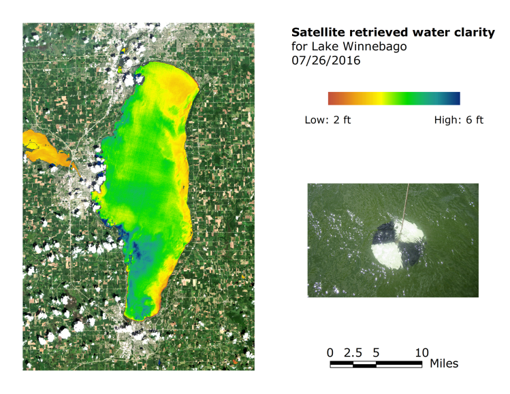 Satellite retrieved water clarity
for Lake Winnebago
07/26/2016
Low: 2 ft High: 6 ft
0 2.5 5 10
Miles